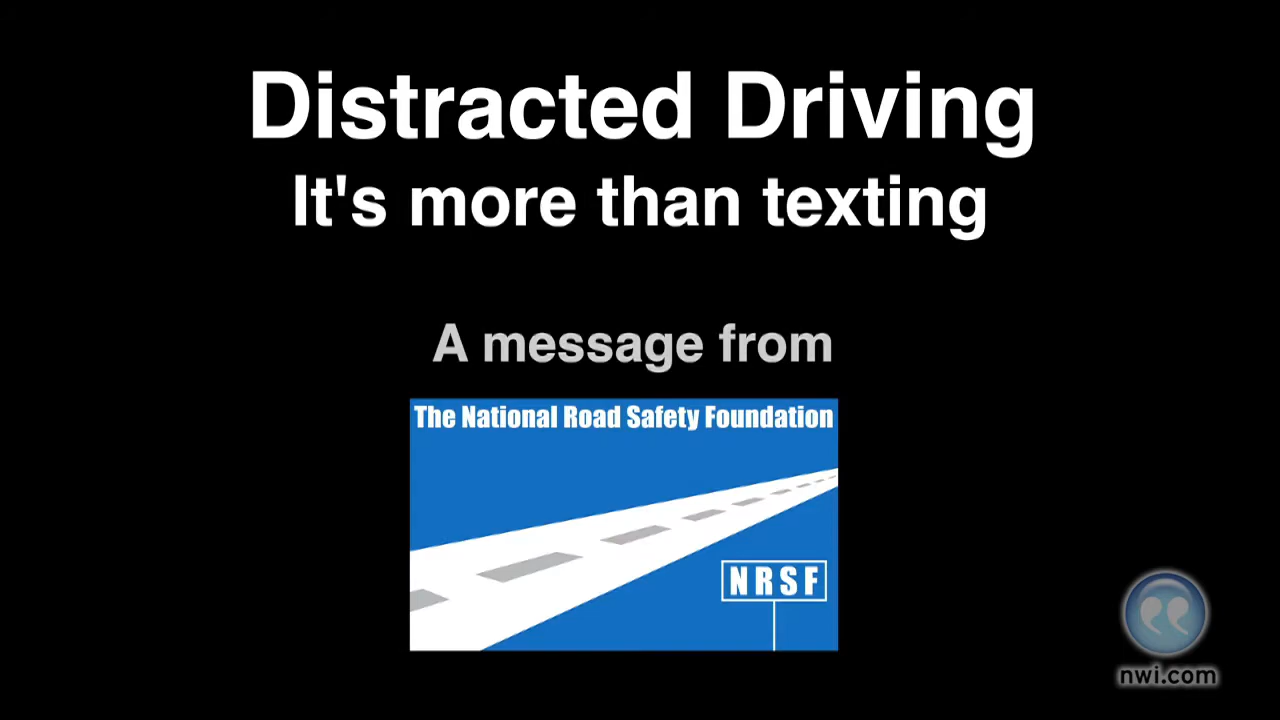 Distracted Driving
It's more than texting
A message from
The National Road Safety Foundation
NRSF
nwi.com